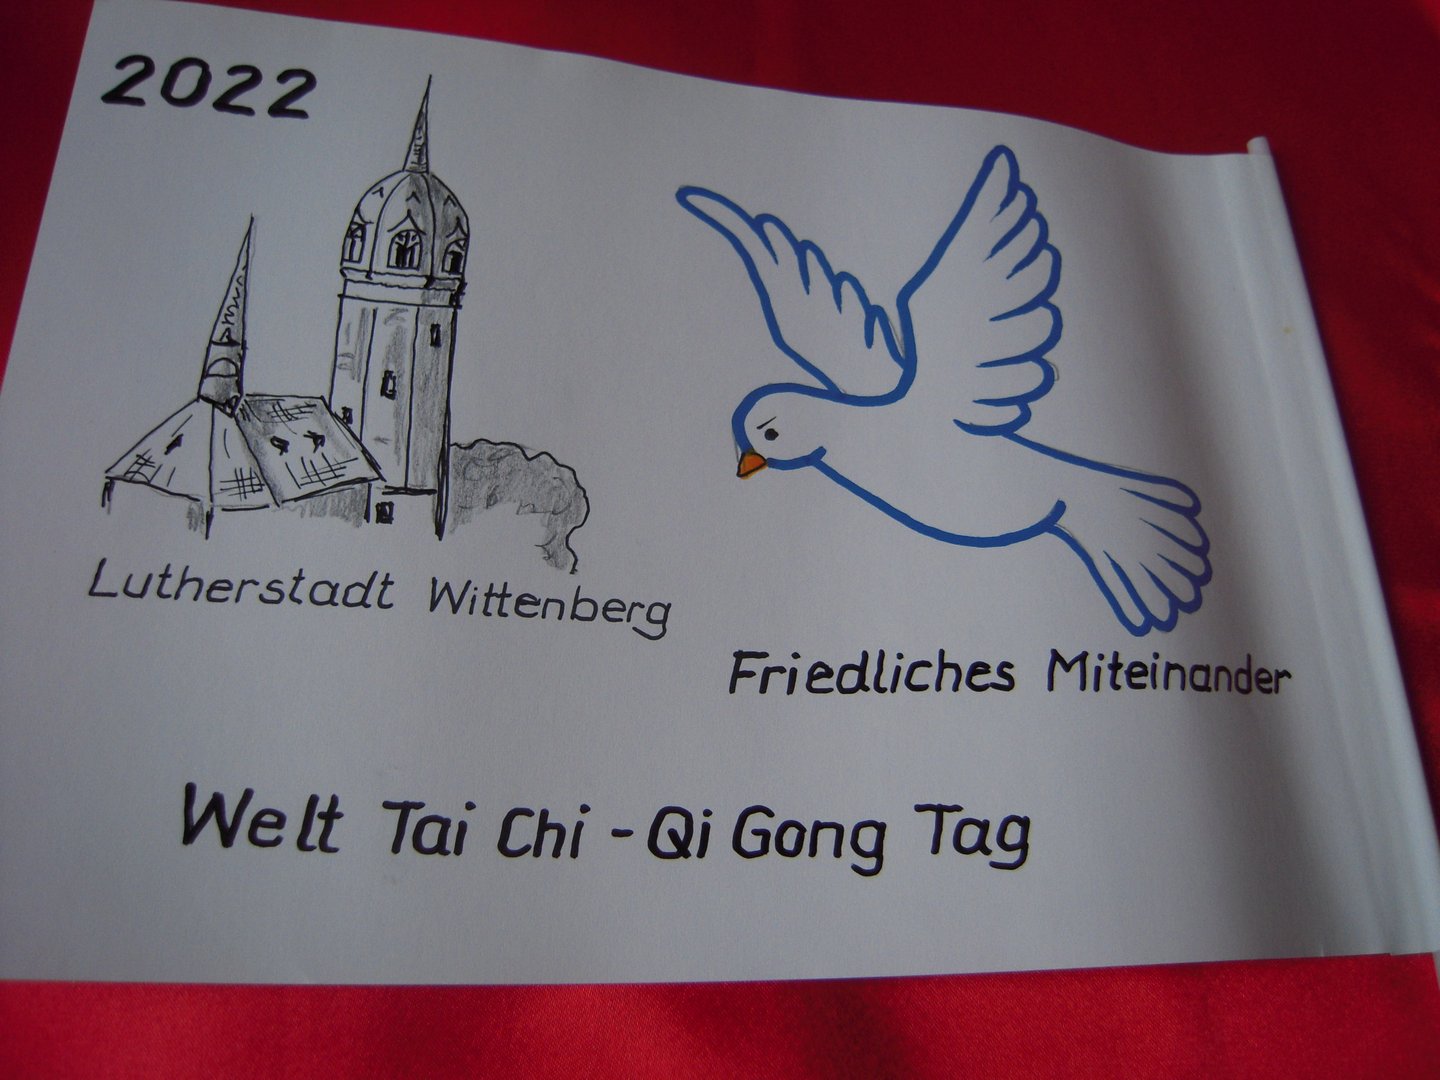 2022
Lutherstadt Wittenberg
Friedliches Miteinander
Welt Tai Chi - Qi Gong Tag